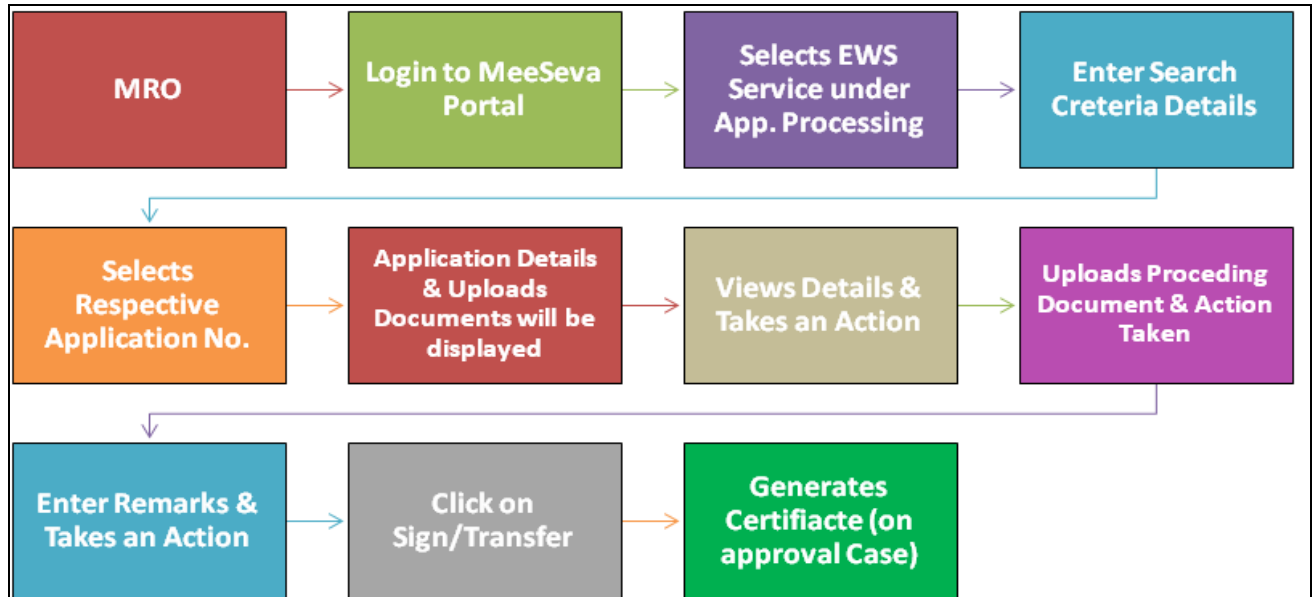 MRO
Login to MeeSeva
Portal
Selects EWS
Service under
App. Processing
Enter Search
Creteria Details
Selects
Respective
Application No.
Application Details
& Uploads
Documents will be
displayed
Views Details &
Takes an Action
Uploads Proceding
Document & Action
Taken
Enter Remarks &
Takes an Action
Click on
Sign/Transfer
Generates
Certifiacte (on
approval Case)